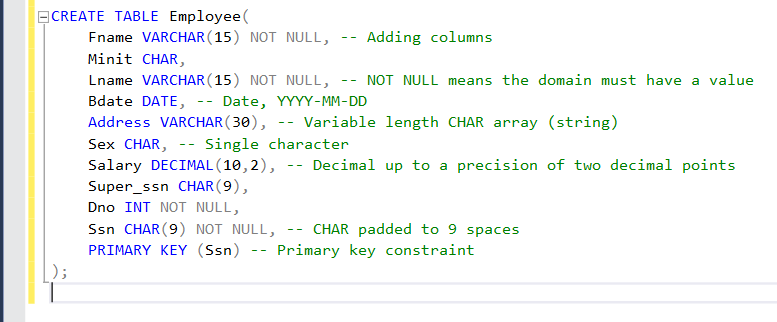 CREATE TABLE Employee(
Fname VARCHAR(15) NOT NULL, -- Adding columns
Minit CHAR,
Lname VARCHAR(15) NOT NULL, -- NOT NULL means the domain must have a value
Bdate DATE, -- Date, YYYY-MM-DD
Address VARCHAR(30), -- Variable length CHAR array (string)
Sex CHAR, -- Single character
Salary DECIMAL(10,2), -- Decimal up to a precision of two decimal points
Super_ssn CHAR(9),
Dno INT NOT NULL,
Ssn CHAR(9) NOT NULL, -- CHAR padded to 9 spaces
PRIMARY KEY (Ssn) -- Primary key constraint
);